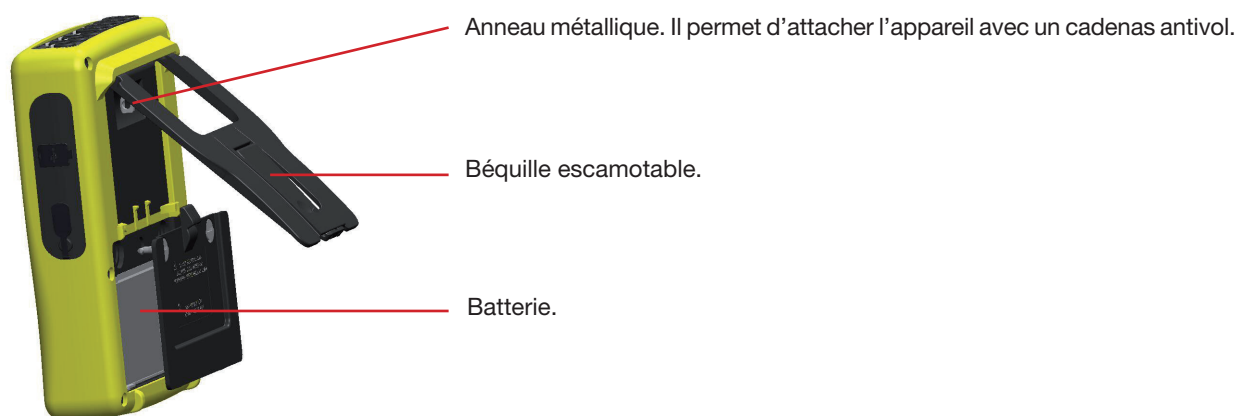 Anneau métallique. Il permet d’attacher l’appareil avec un cadenas antivol.
Béquille escamotable.
Batterie.